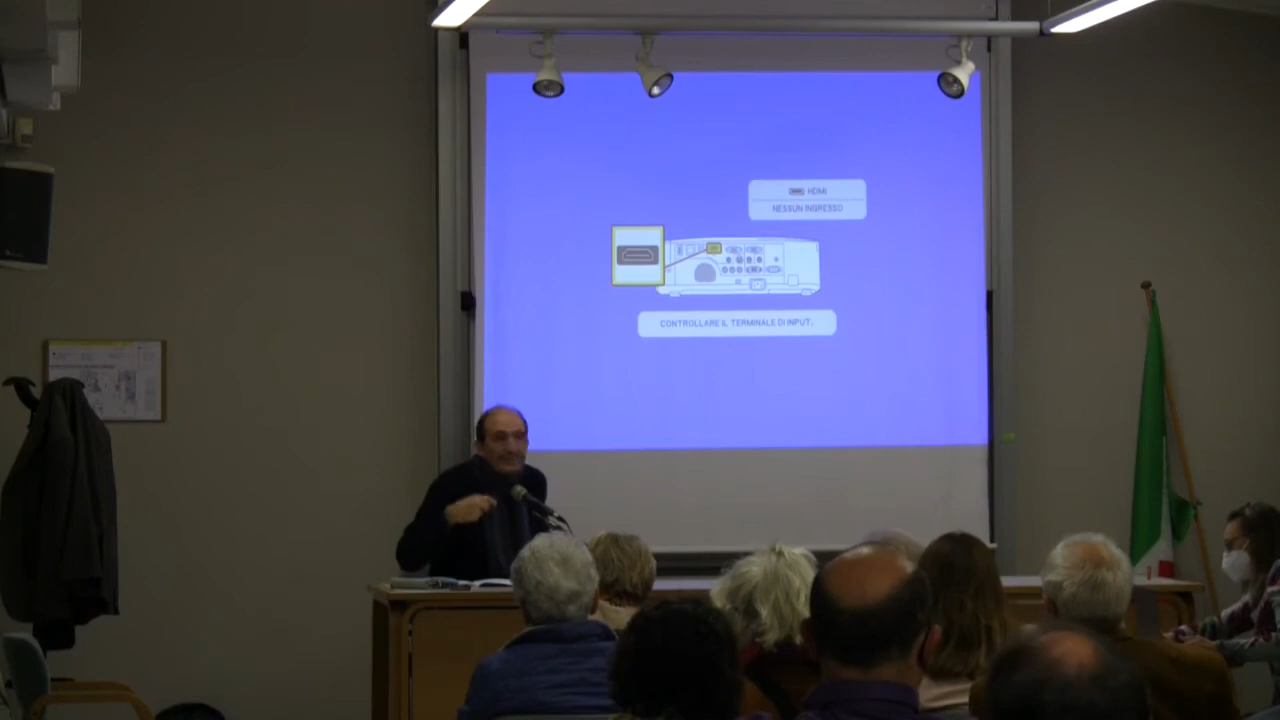 HDMI
NESSUN INGRESSO
CONTROLLARE IL TERMINALE DI INPUT.